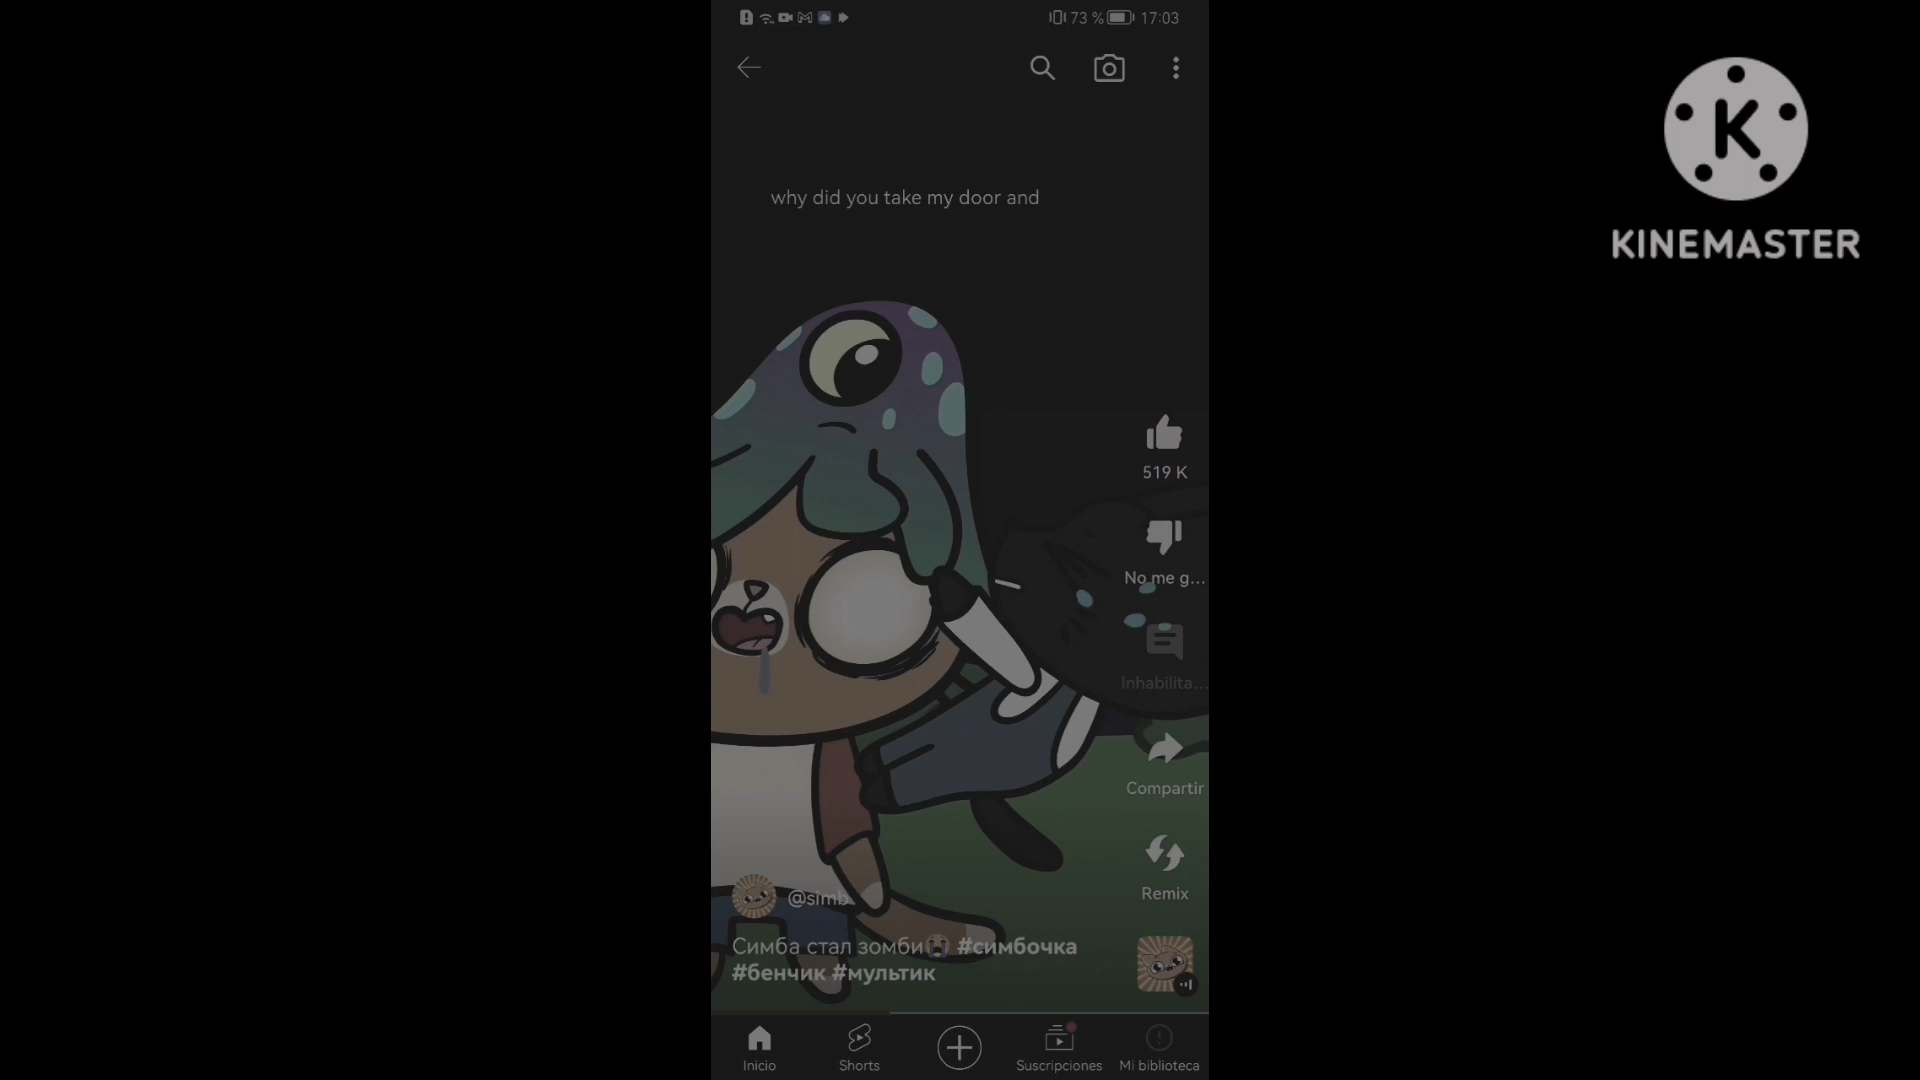 73 % 17:03
K
KINEMASTER
why did you take my door and
519 K
No me g...
Inhabilita...
Compartir
Remix
@simb
Симба стал зомби😭 #симбочка
#бенчик #мультик
Inicio
Shorts
Suscripciones
Mi biblioteca